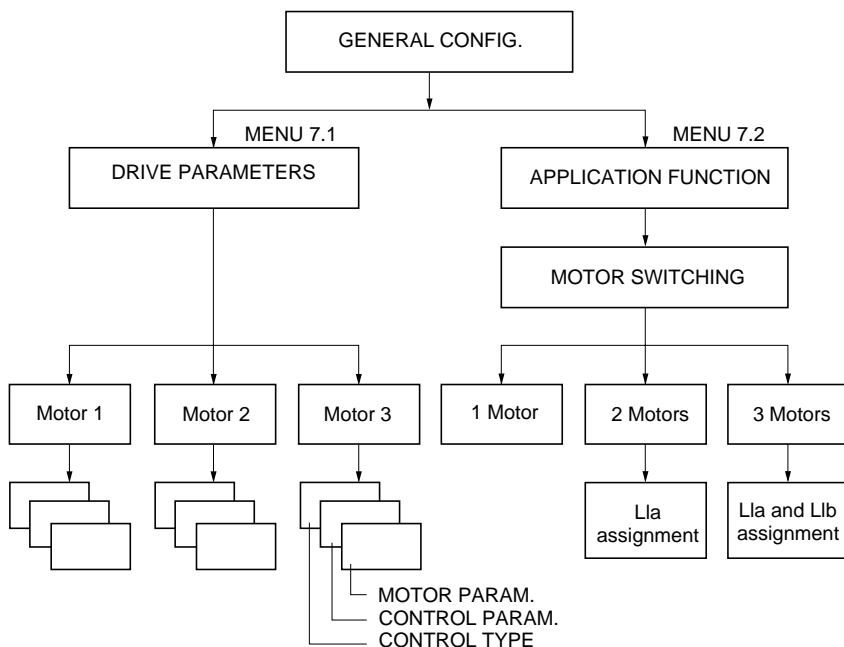 GENERAL CONFIG.
MENU 7.1
MENU 7.2
DRIVE PARAMETERS
APPLICATION FUNCTION
MOTOR SWITCHING
Motor 1
Motor 2
Motor 3
1 Motor
2 Motors
3 Motors
Lla
assignment
Lla and Llb
assignment
MOTOR PARAM.
CONTROL PARAM.
CONTROL TYPE